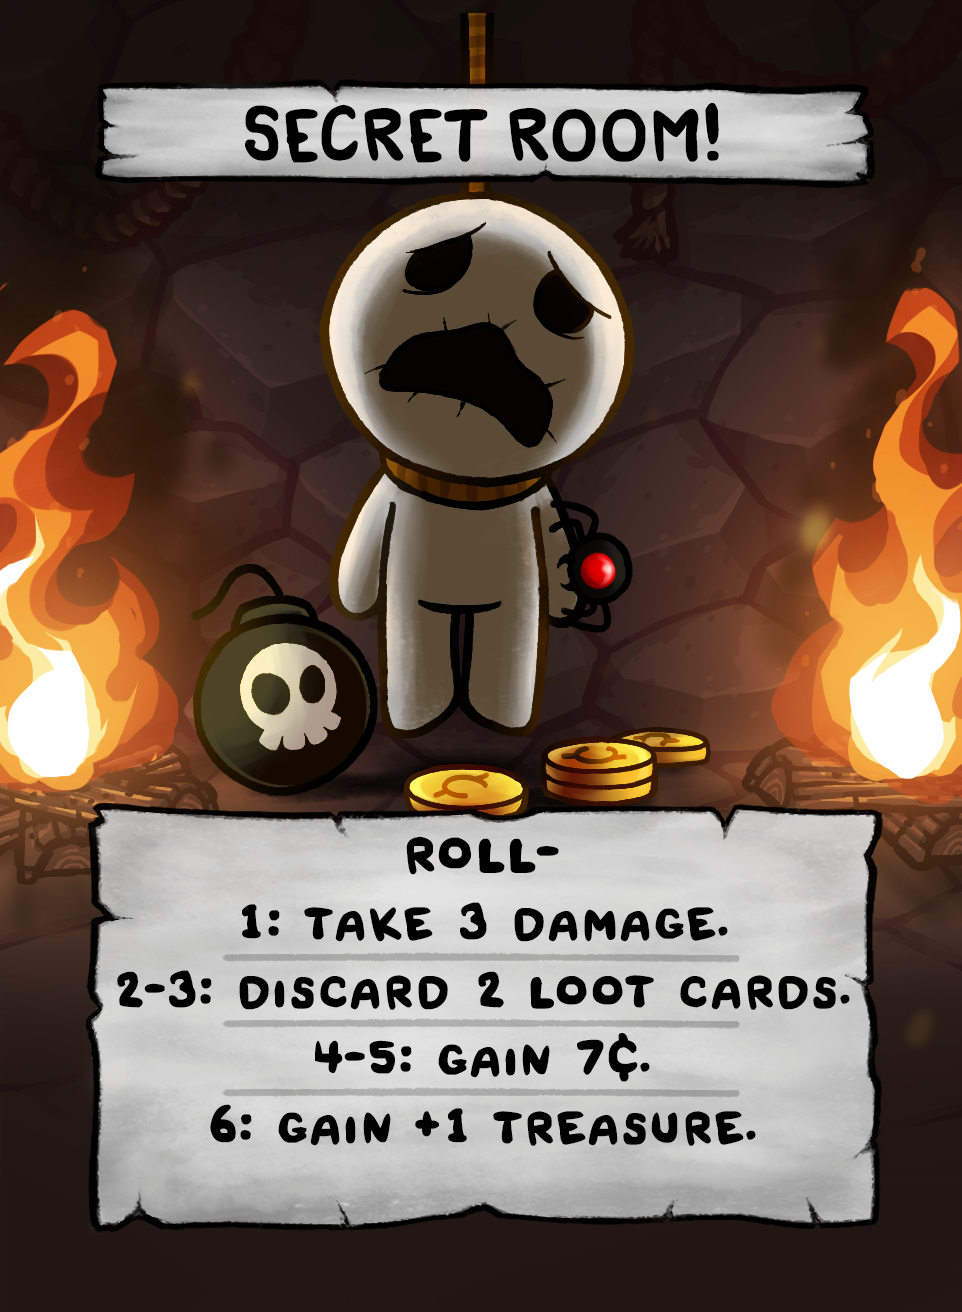 SECRET ROOM!
ROLL-
1: TAKE 3 DAMAGE.
2-3: DISCARD 2 LOOT CARDS.
4-5: GAIN 7¢.
6: GAIN +1 TREASURE.